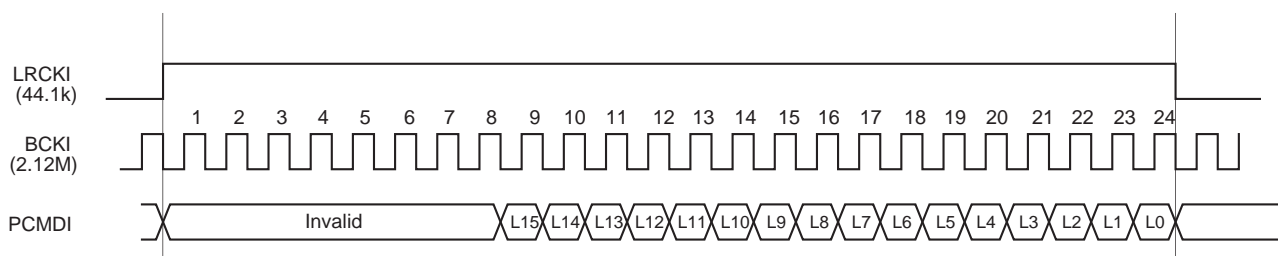 LRCKI
(44.1k)
1 2 3 4 5 6 7 8 9 10 11 12 13 14 15 16 17 18 19 20 21 22 23 24
BCKI
(2.12M)
PCMDI Invalid L15 L14 L13 L12 L11 L10 L9 L8 L7 L6 L5 L4 L3 L2 L1 L0